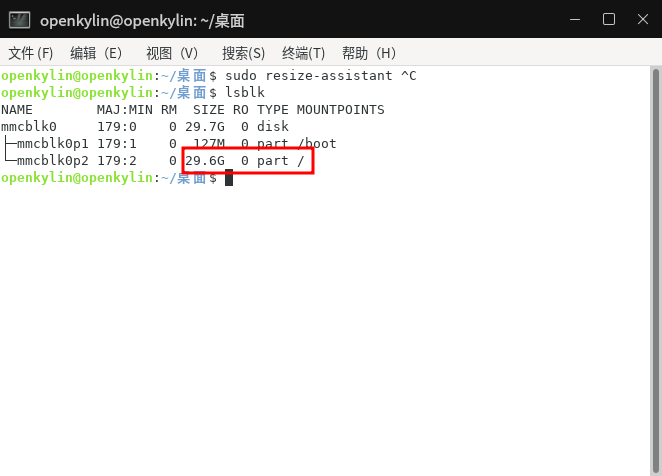 openkylin@openkylin: ~/桌面
文件 (F) 编辑（E） 视图（V） 搜索(S) 终端(T) 帮助（H）
openkylin@openkylin:~/桌面$ sudo resize-assistant ^C
openkylin@openkylin:~/桌面$ lsblk
NAME        MAJ:MIN RM  SIZE RO TYPE MOUNTPOINTS
mmcblk0     179:0    0 29.7G  0 disk
├─mmcblk0p1 179:1    0  127M  0 part /boot
└─mmcblk0p2 179:2    0 29.6G  0 part /
openkylin@openkylin:~/桌面$